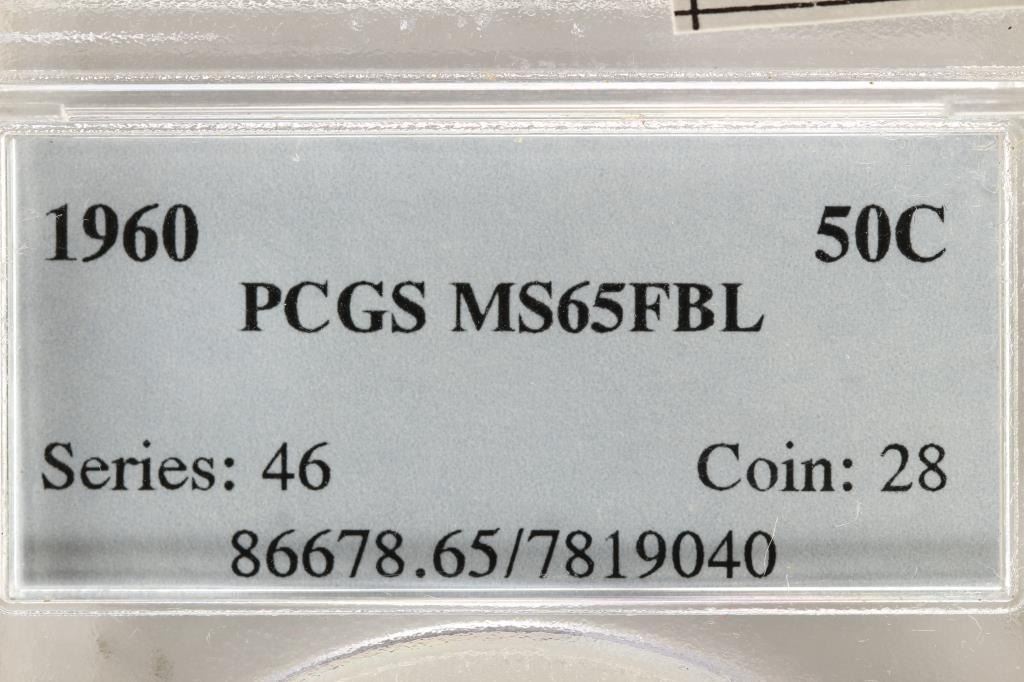 1960 50C
PCGS MS65FBL
Series: 46 Coin: 28
86678.65/7819040